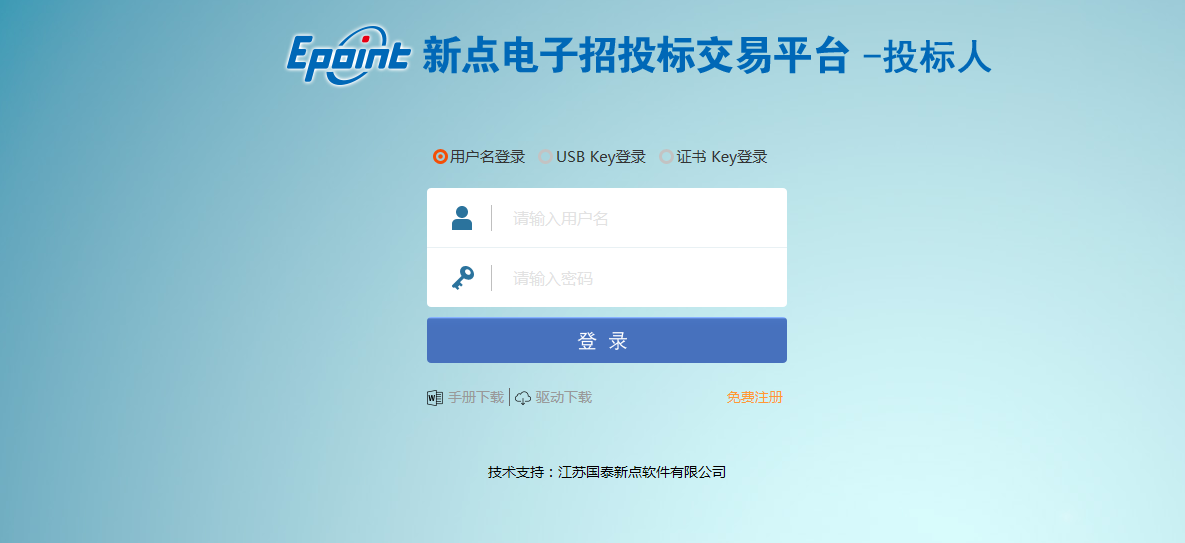 Epoint 新点电子招投标交易平台 -投标人
用户名登录 USB Key登录 证书 Key登录
请输入用户名
请输入密码
登 录
W 手册下载 驱动下载 免费注册
技术支持：江苏国泰新点软件有限公司